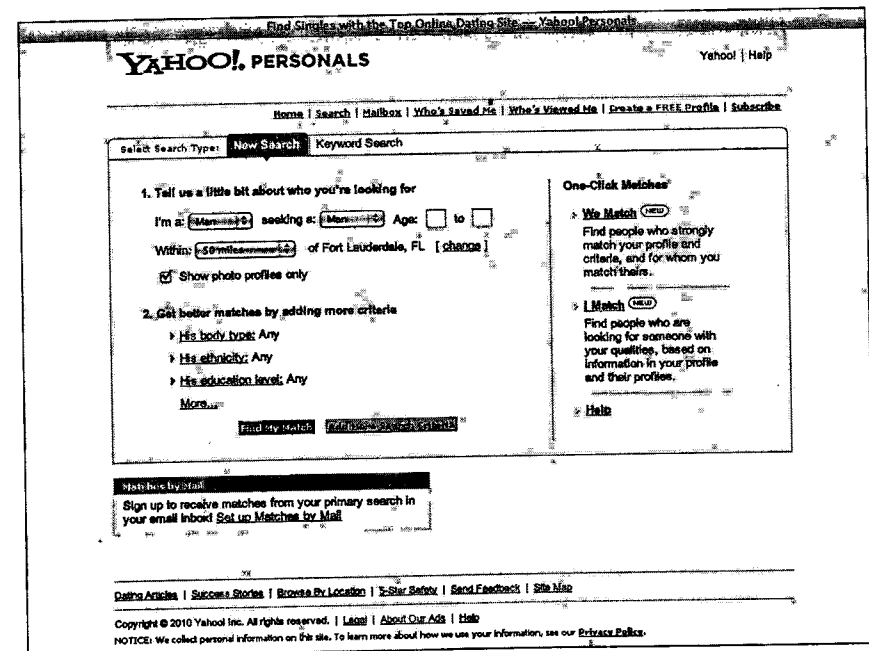 Find Singles with the Top Online Dating Site — Yahoo! Personals
YAHOO! PERSONALS
Yahoo! | Help
Home | Search | Mailbox | Who's Saved Me | Who's Viewed Me | Create a FREE Profile | Subscribe
Select Search Type: New Search Keyword Search
1. Tell us a little bit about who you're looking for
I'm a: Man seeking a: Man Age: to
Within: 50 miles of Fort Lauderdale, FL [ change ]
Show photo profiles only
2. Get better matches by adding more criteria
His body type: Any
His ethnicity: Any
His education level: Any
More...
Find My Match Add More Search Criteria
One-Click Matches
We Match NEW
Find people who strongly
match your profile and
criteria, and for whom you
match theirs.
I Match NEW
Find people who are
looking for someone with
your qualities, based on
information in your profile
and their profiles.
Help
Matches by Mail
Sign up to receive matches from your primary search in
your email inbox! Set up Matches by Mail
Dating Articles | Success Stories | Browse By Location | 5-Star Safety | Send Feedback | Site Map
Copyright © 2010 Yahoo! Inc. All rights reserved. | Legal | About Our Ads | Help
NOTICE: We collect personal information on this site. To learn more about how we use your information, see our Privacy Policy.